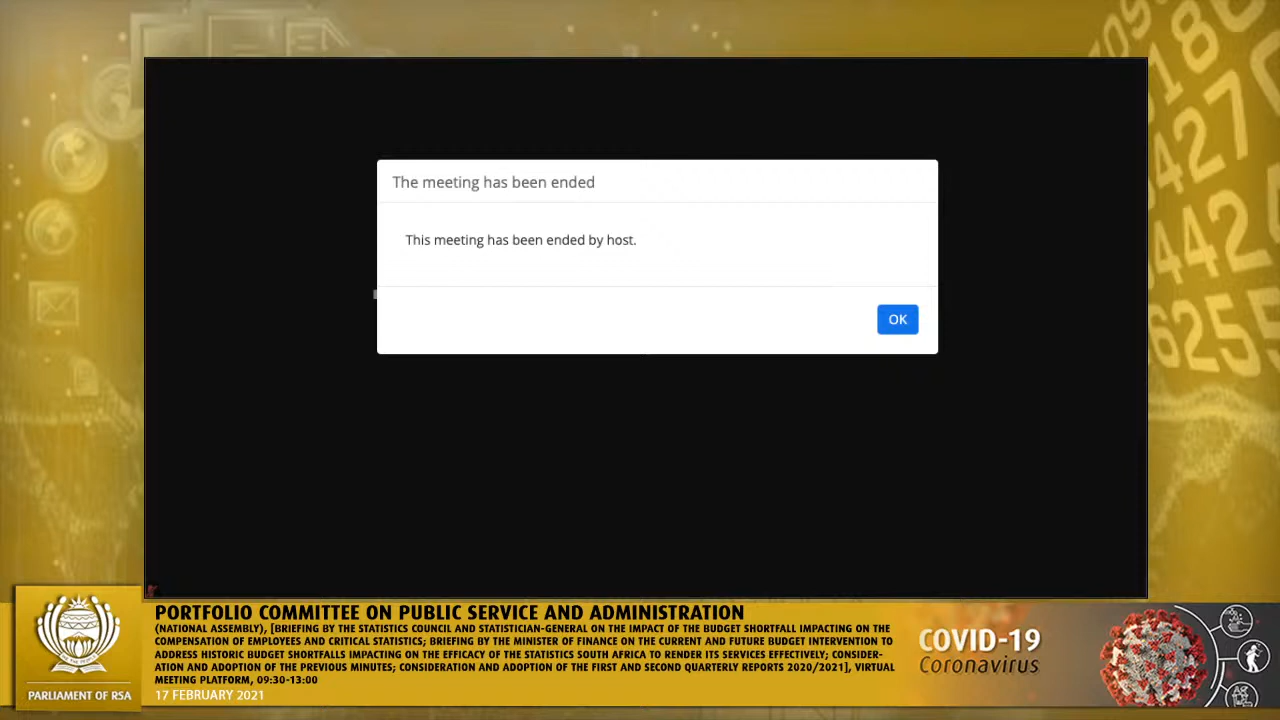 The meeting has been ended
This meeting has been ended by host.
OK
PORTFOLIO COMMITTEE ON PUBLIC SERVICE AND ADMINISTRATION
(NATIONAL ASSEMBLY), [BRIEFING BY THE STATISTICS COUNCIL AND STATISTICIAN-GENERAL ON THE IMPACT OF THE BUDGET SHORTFALL IMPACTING ON THE
COMPENSATION OF EMPLOYEES AND CRITICAL STATISTICS; BRIEFING BY THE MINISTER OF FINANCE ON THE CURRENT AND FUTURE BUDGET INTERVENTION TO
ADDRESS HISTORIC BUDGET SHORTFALLS IMPACTING ON THE EFFICACY OF THE STATISTICS SOUTH AFRICA TO RENDER ITS SERVICES EFFECTIVELY; CONSIDER-
ATION AND ADOPTION OF THE PREVIOUS MINUTES; CONSIDERATION AND ADOPTION OF THE FIRST AND SECOND QUARTERLY REPORTS 2020/2021], VIRTUAL
MEETING PLATFORM, 09:30-13:00
17 FEBRUARY 2021
PARLIAMENT OF RSA
COVID-19
Coronavirus